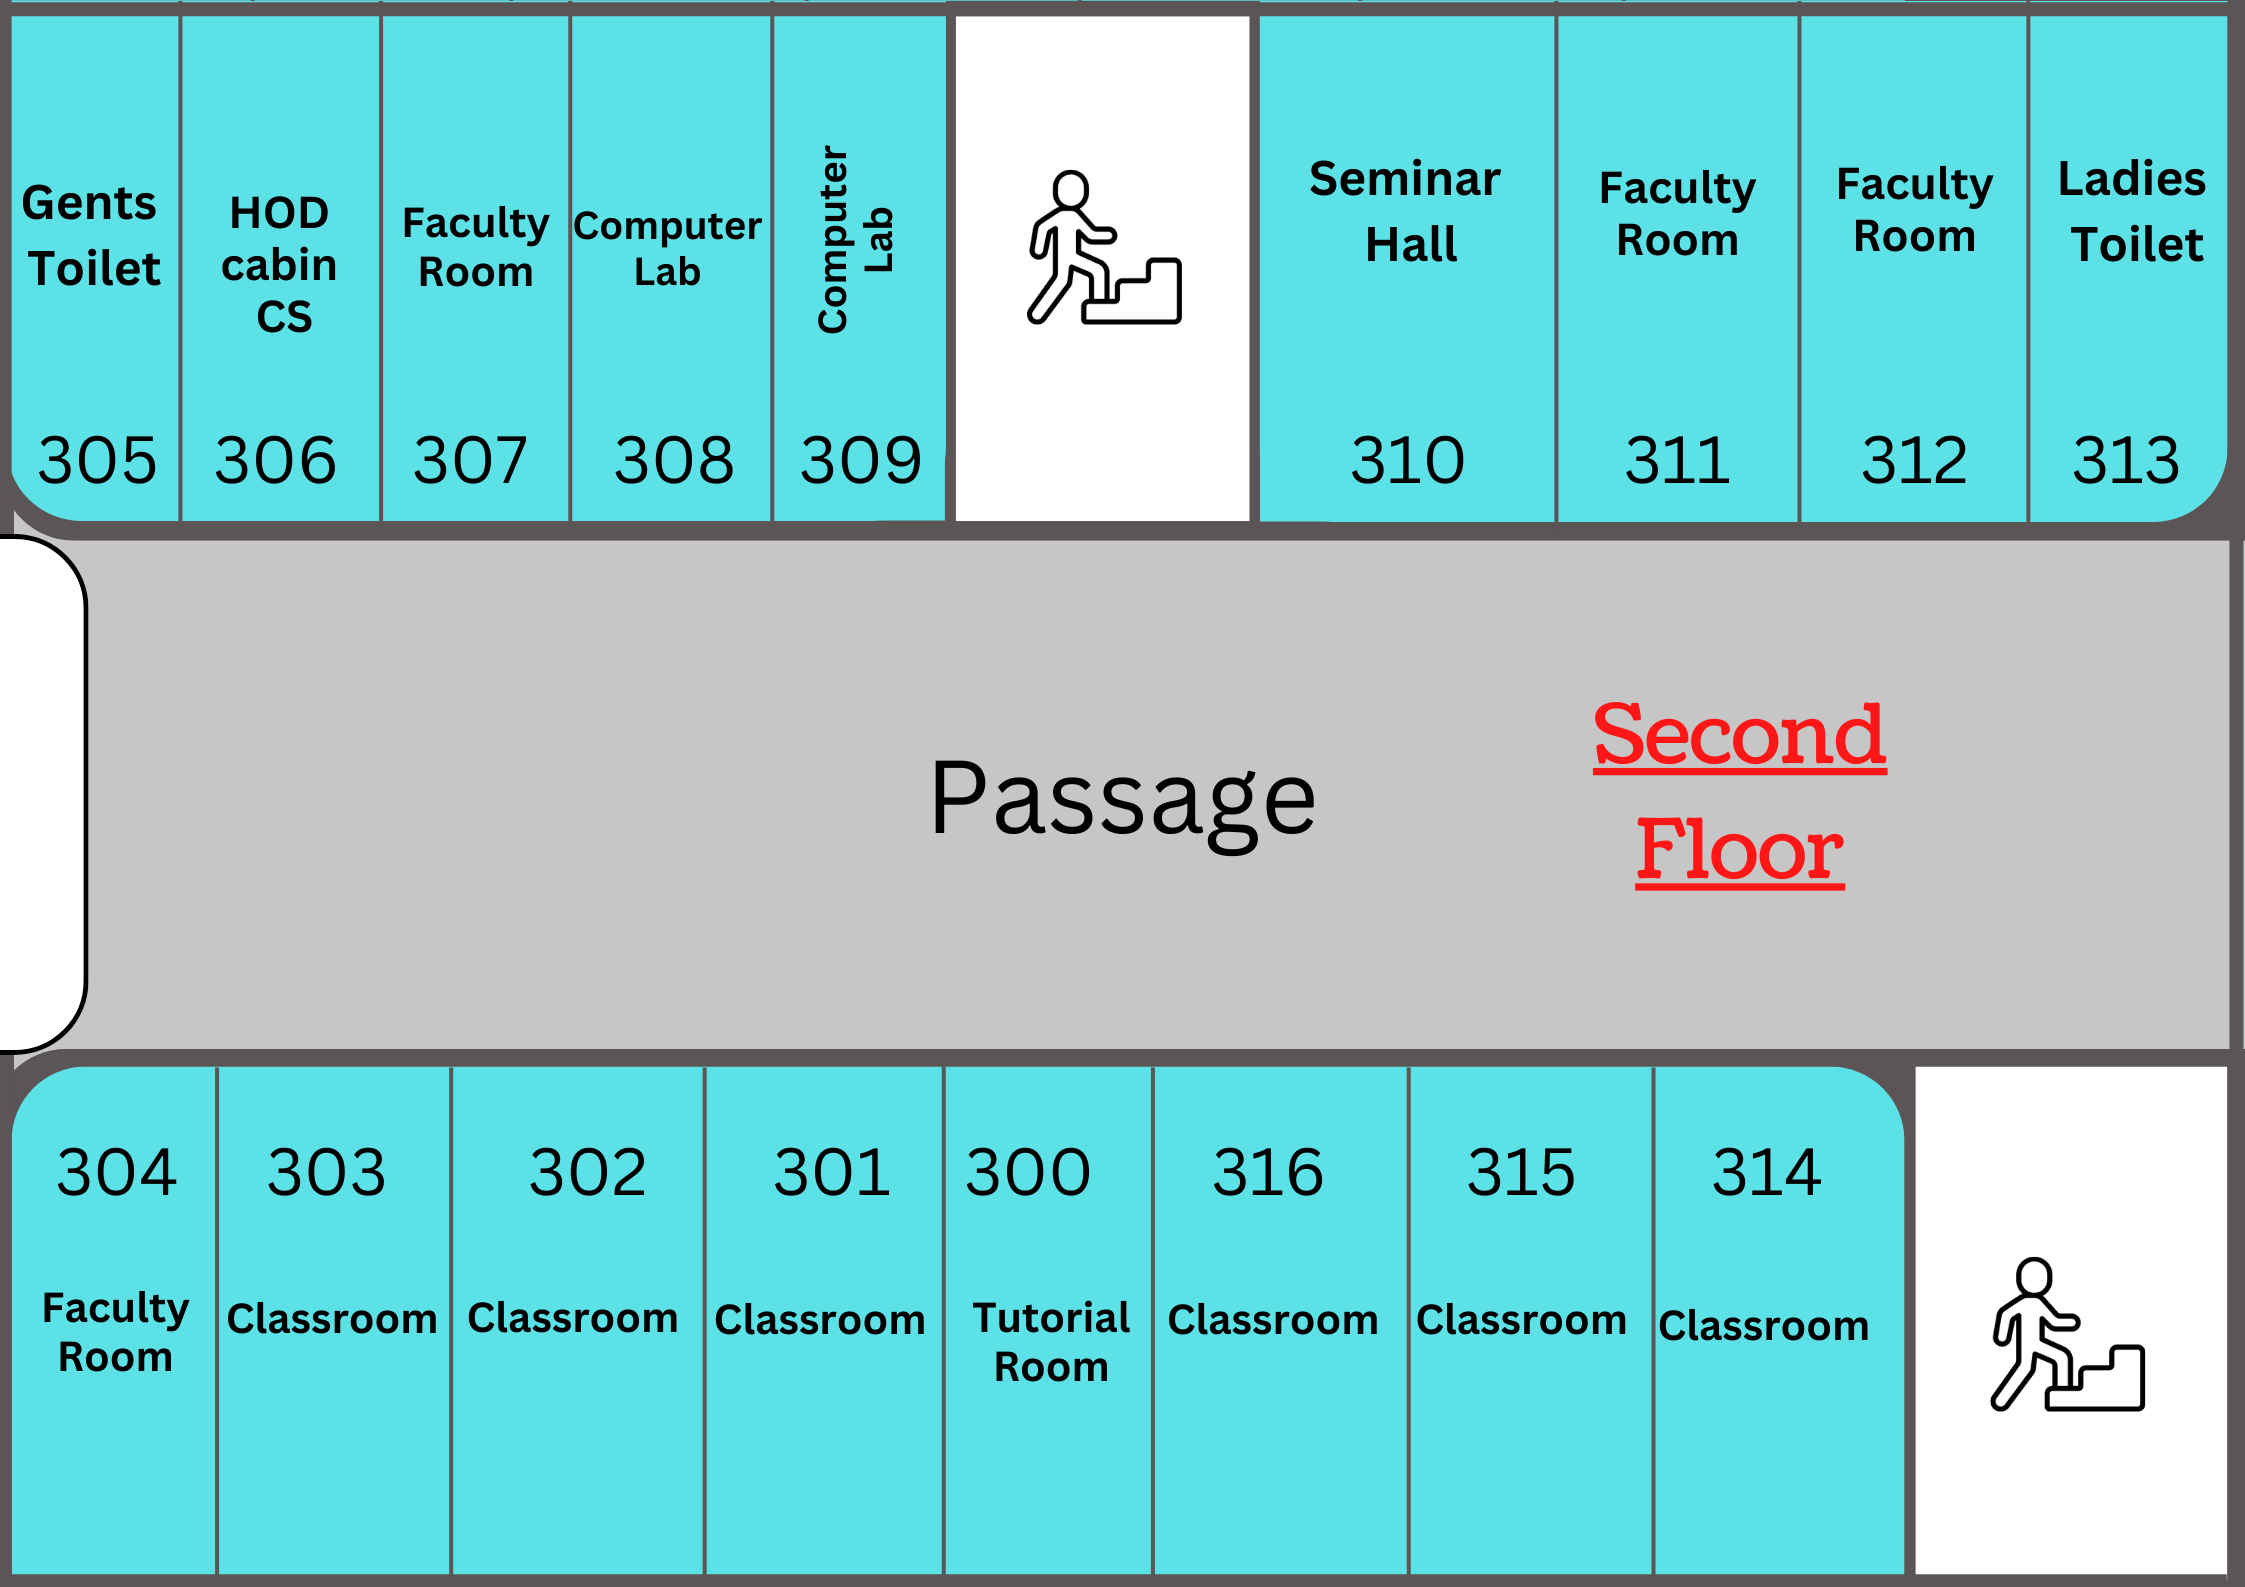 Gents
Toilet
305
HOD
cabin
CS
306
Faculty
Room
307
Computer
Lab
308
Computer
Lab
309
Seminar
Hall
310
Faculty
Room
311
Faculty
Room
312
Ladies
Toilet
313
Passage
Second
Floor
304
Faculty
Room
303
Classroom
302
Classroom
301
Classroom
300
Tutorial
Room
316
Classroom
315
Classroom
314
Classroom